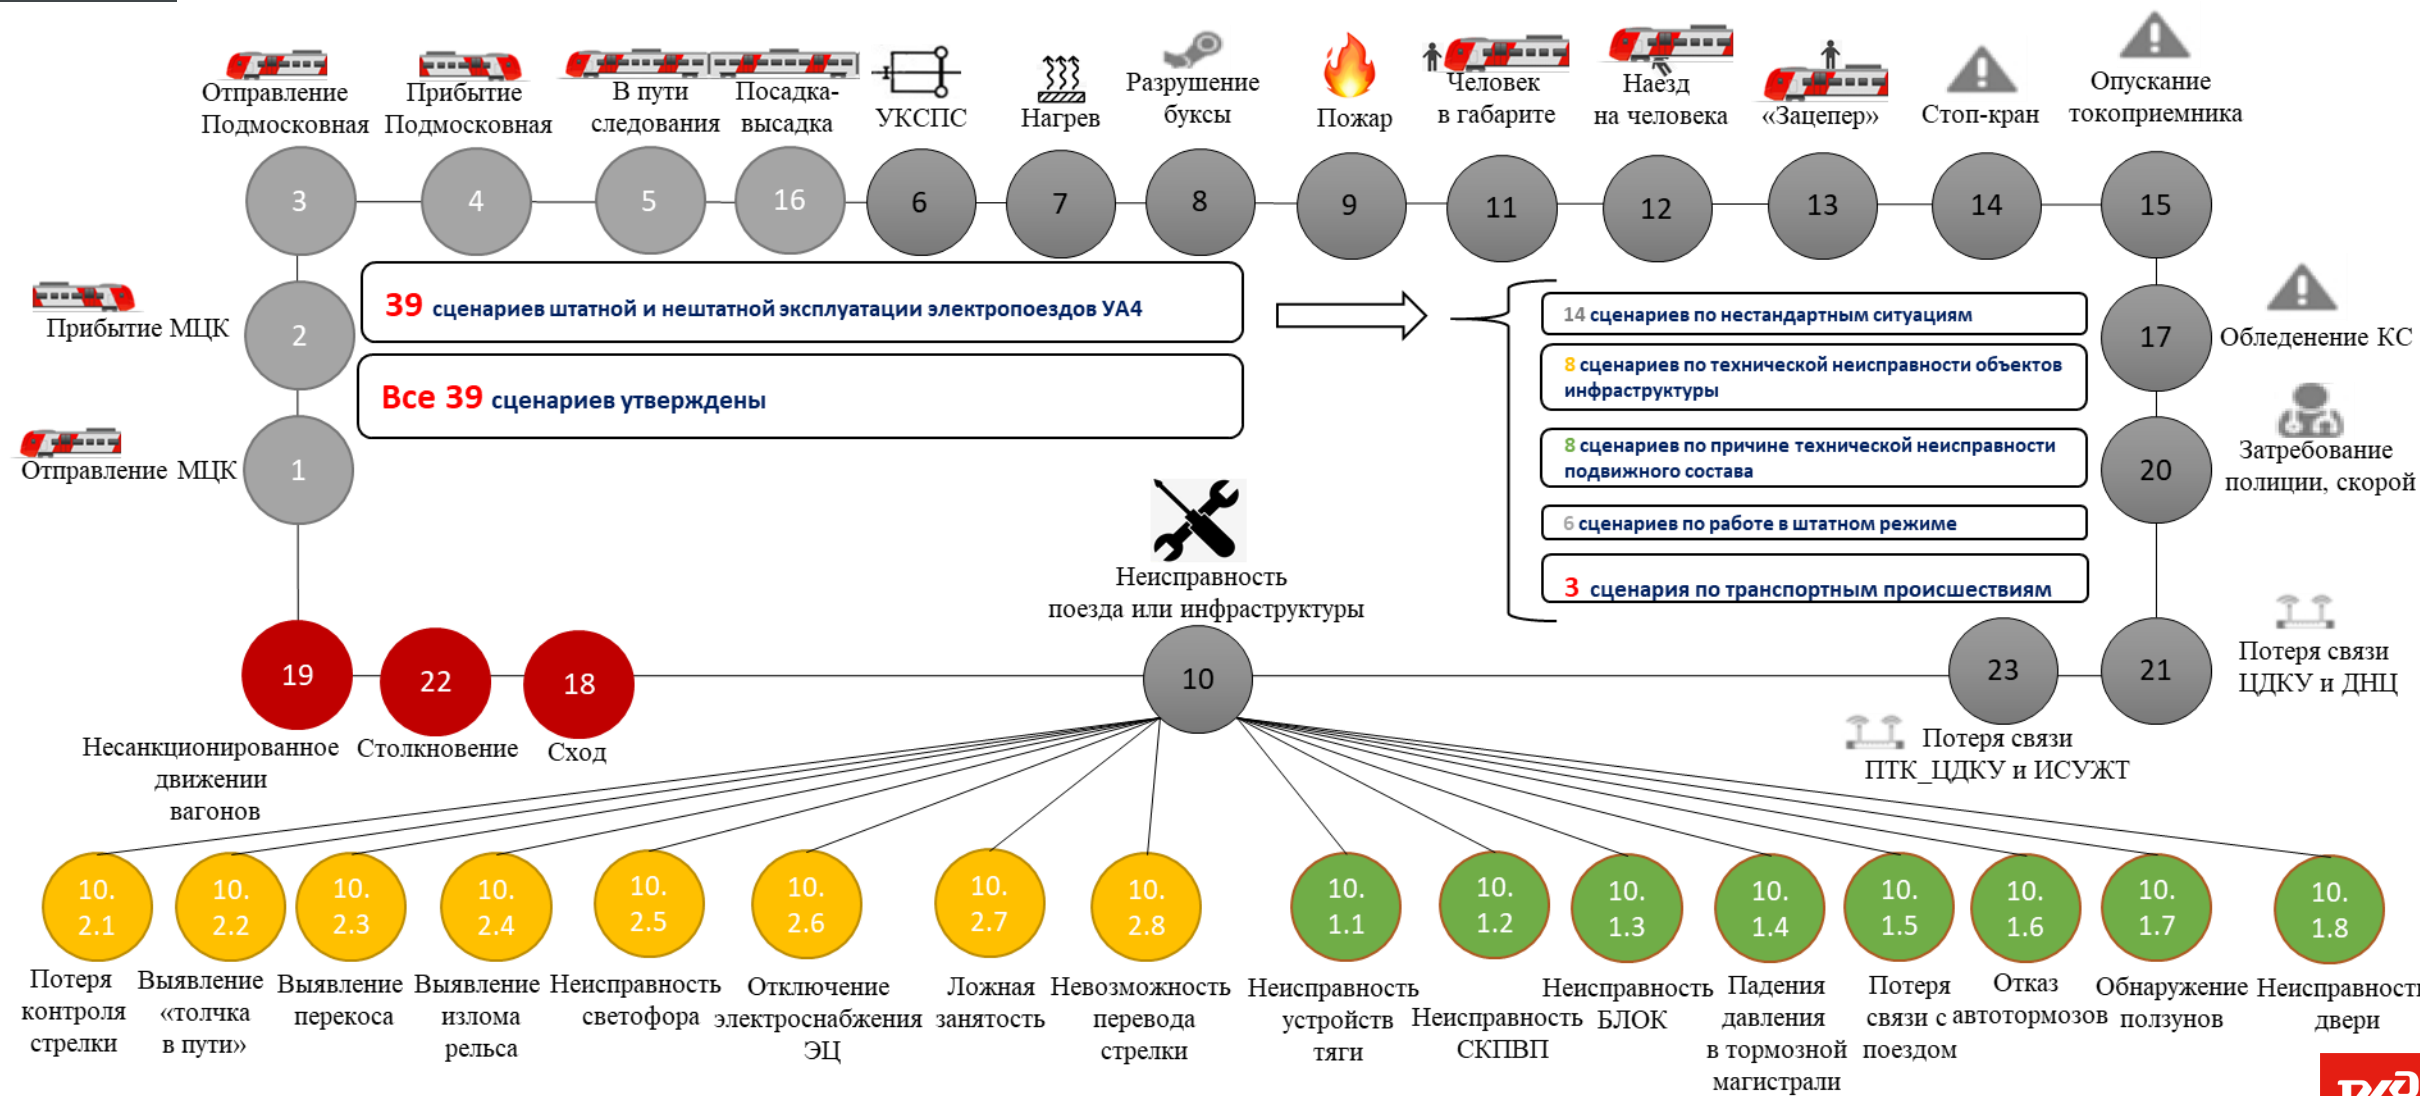 Отправление
Подмосковная
Прибытие
Подмосковная
В пути
следования
Посадка-
высадка
УКСПС
Нагрев
Разрушение
буксы
Пожар
Человек
в габарите
Наезд
на человека
«Зацепер»
Стоп-кран
Опускание
токоприемника
3
4
5
16
6
7
8
9
11
12
13
14
15
Прибытие МЦК
2
39 сценариев штатной и нештатной эксплуатации электропоездов УА4
Все 39 сценариев утверждены
Отправление МЦК
1
14 сценариев по нестандартным ситуациям
8 сценариев по технической неисправности объектов
инфраструктуры
8 сценариев по причине технической неисправности
подвижного состава
6 сценариев по работе в штатном режиме
3 сценария по транспортным происшествиям
17
Обледенение КС
20
Затребование
полиции, скорой
Неисправность
поезда или инфраструктуры
19
22
18
10
23
21
Потеря связи
ЦДКУ и ДНЦ
Несанкционированное
движении
вагонов
Столкновение
Сход
Потеря связи
ПТК_ЦДКУ и ИСУЖТ
10.
2.1
10.
2.2
10.
2.3
10.
2.4
10.
2.5
10.
2.6
10.
2.7
10.
2.8
10.
1.1
10.
1.2
10.
1.3
10.
1.4
10.
1.5
10.
1.6
10.
1.7
10.
1.8
Потеря
контроля
стрелки
Выявление
«толчка
в пути»
Выявление
перекоса
Выявление
излома
рельса
Неисправность
светофора
Отключение
электроснабжения
ЭЦ
Ложная
занятость
Невозможность
перевода
стрелки
Неисправность
устройств
тяги
Неисправность
СКПВП
Неисправность
БЛОК
Падения
давления
в тормозной
магистрали
Потеря
связи с
поездом
Отказ
автотормозов
Обнаружение
ползунов
Неисправность
двери